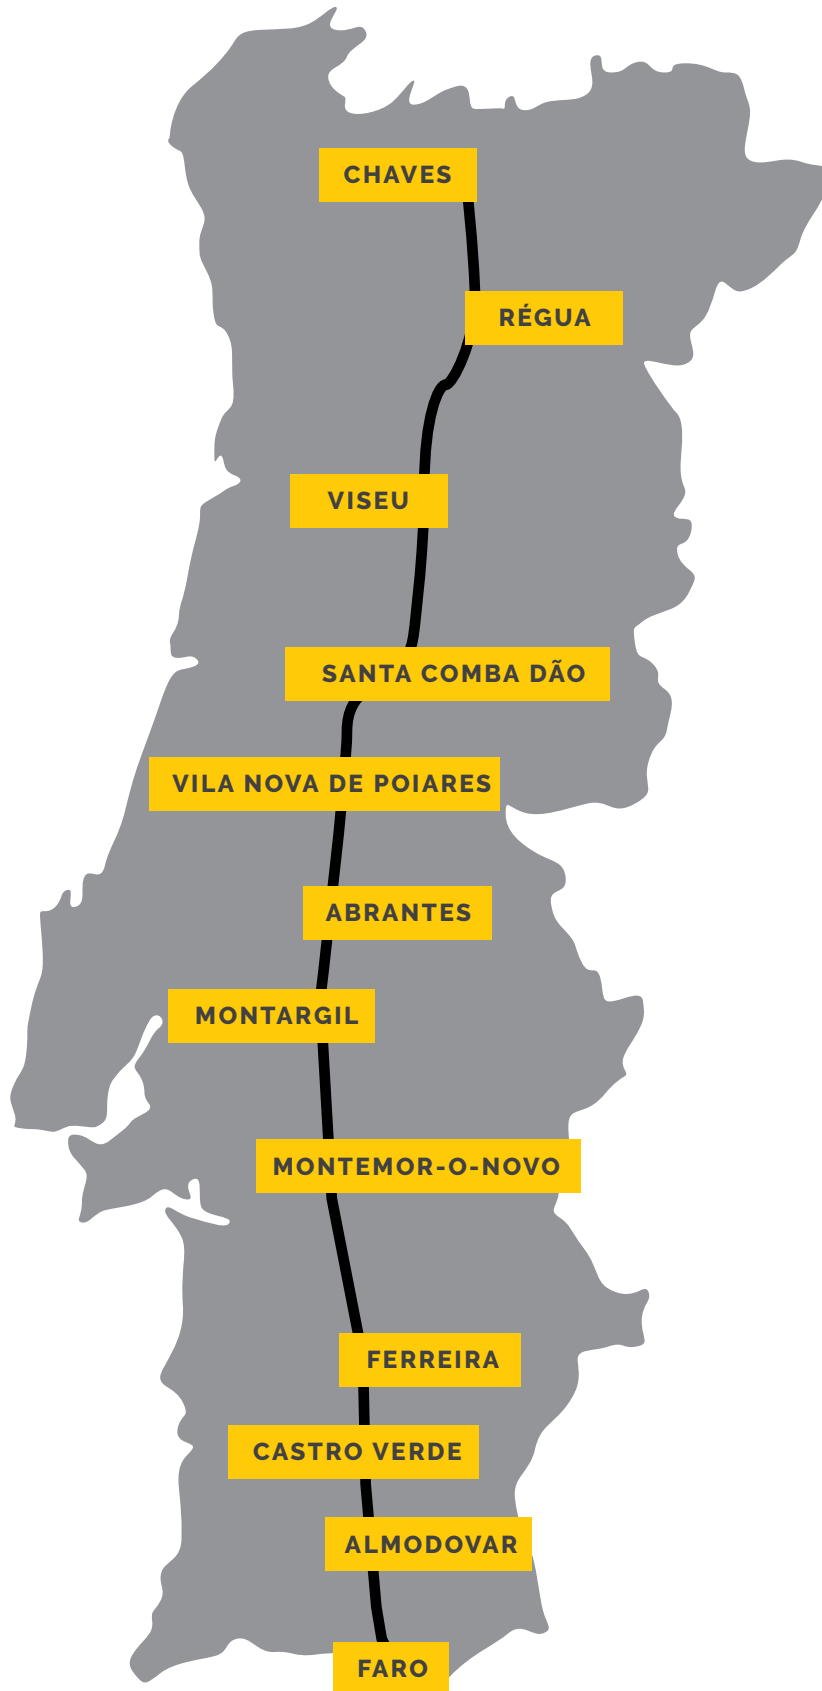 CHAVES
RÉGUA
VISEU
SANTA COMBA DÃO
VILA NOVA DE POIARES
ABRANTES
MONTARGIL
MONTEMOR-O-NOVO
FERREIRA
CASTRO VERDE
ALMODOVAR
FARO